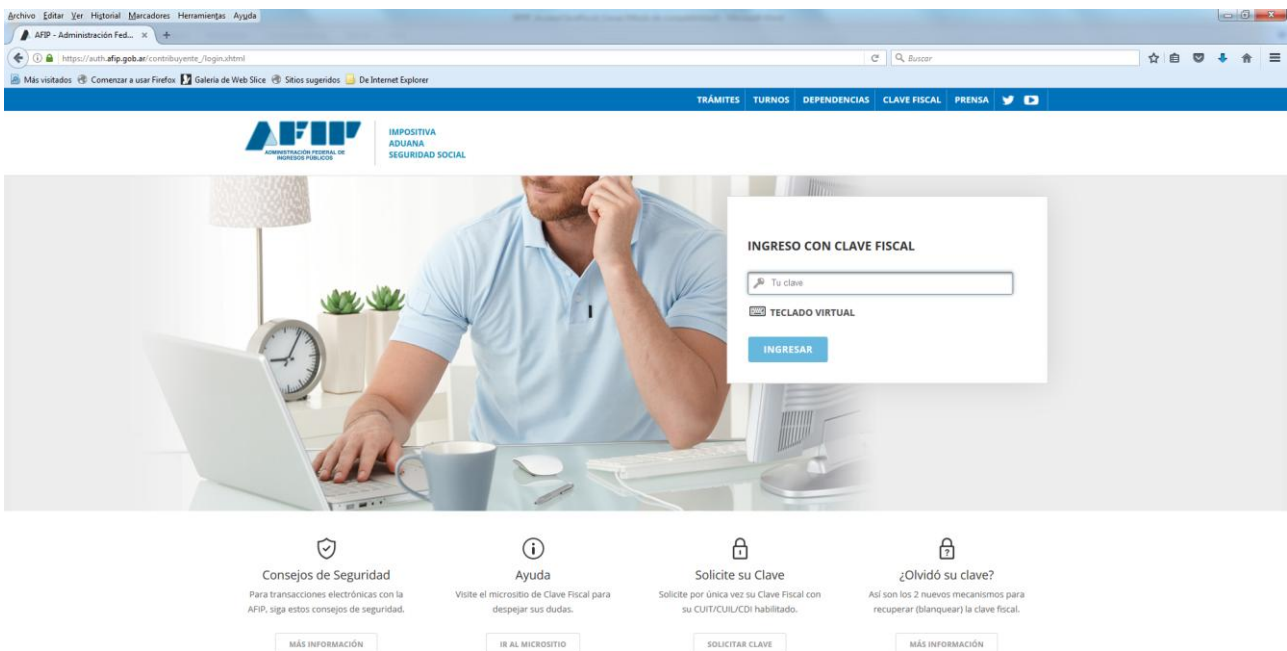 Archivo Editar Ver Historial Marcadores Herramientas Ayuda
AFIP - Administración Fed... × +
https://auth.afip.gob.ar/contribuyente_/login.xhtml
Buscar
Más visitados Comenzar a usar Firefox Galería de Web Slice Sitios sugeridos De Internet Explorer
TRÁMITES TURNOS DEPENDENCIAS CLAVE FISCAL PRENSA
AFIP
ADMINISTRACIÓN FEDERAL DE
INGRESOS PÚBLICOS
IMPOSITIVA
ADUANA
SEGURIDAD SOCIAL
INGRESO CON CLAVE FISCAL
Tu clave
TECLADO VIRTUAL
INGRESAR
Consejos de Seguridad
Para transacciones electrónicas con la
AFIP, siga estos consejos de seguridad.
MÁS INFORMACIÓN
Ayuda
Visite el micrositio de Clave Fiscal para
despejar sus dudas.
IR AL MICROSITIO
Solicite su Clave
Solicite por única vez su Clave Fiscal con
su CUIT/CUIL/CDI habilitado.
SOLICITAR CLAVE
¿Olvidó su clave?
Así son los 2 nuevos mecanismos para
recuperar (blanquear) la clave fiscal.
MÁS INFORMACIÓN